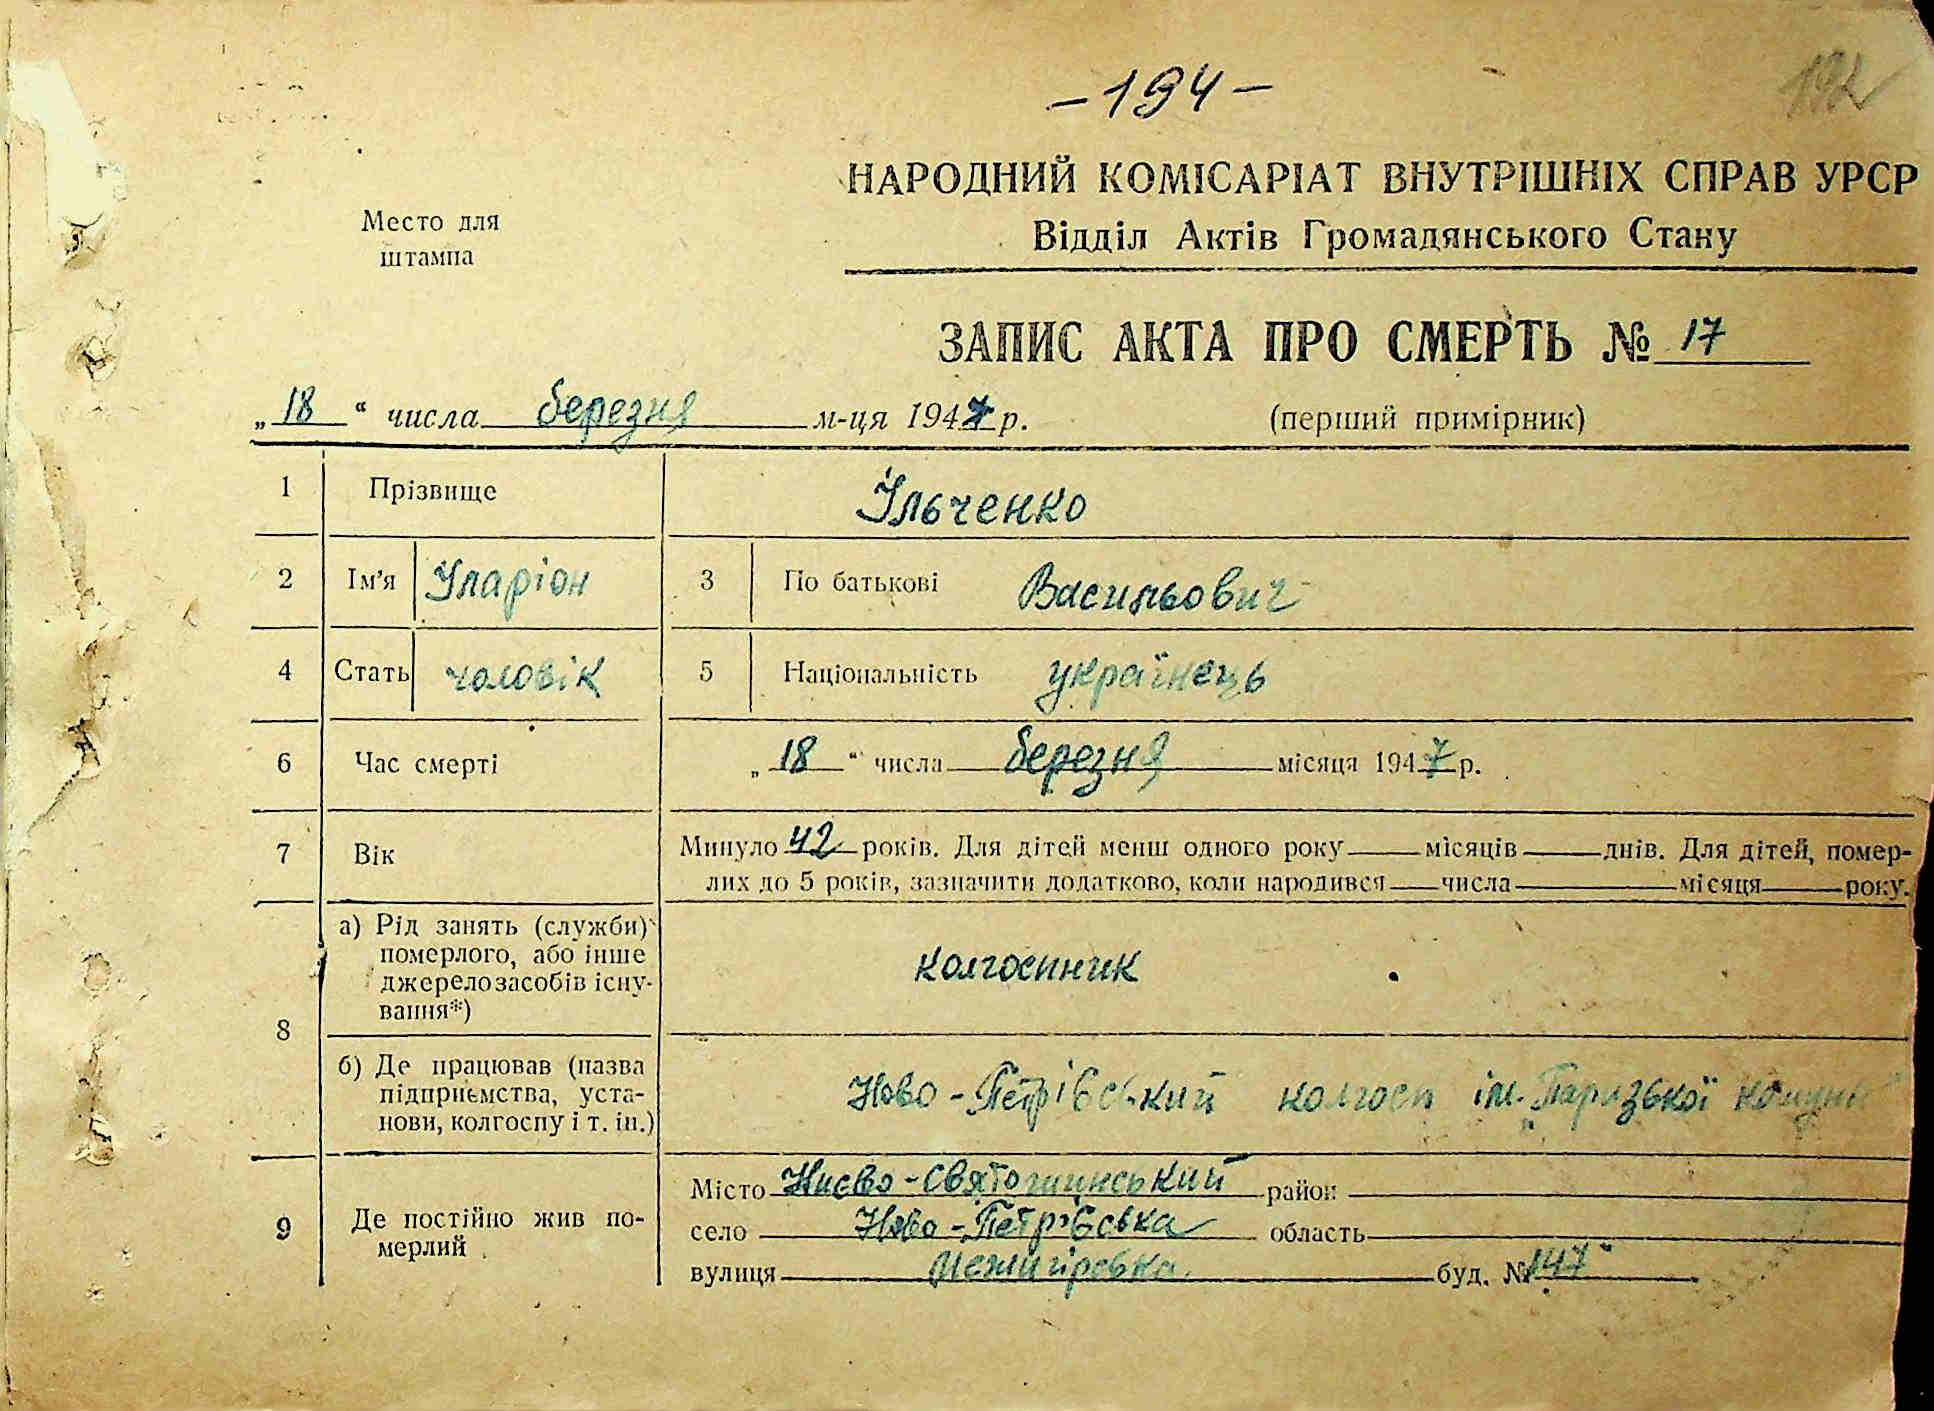 -194-
192
НАРОДНИЙ КОМІСАРІАТ ВНУТРІШНІХ СПРАВ УРСР
Відділ Актів Громадянського Стану
Место для
штампа
ЗАПИС АКТА ПРО СМЕРТЬ № 17
„18“ числа березня м-ця 1947 р. (перший примірник)
1 Прізвище Ільченко
2 Ім'я Іларіон 3 По батькові Васильович
4 Стать чоловік 5 Національність українець
6 Час смерті „18“ числа березня місяця 1947 р.
7 Вік Минуло 42 років. Для дітей менш одного року місяців днів. Для дітей, помер-
лих до 5 років, зазначити додатково, коли народився числа місяця року.
8 а) Рід занять (служби)
померлого, або інше
джерело засобів існу-
вання*) колгоспник
б) Де працював (назва
підприємства, уста-
нови, колгоспу і т. ін.) Ново-Петрівський колгосп ім. Паризької комуни
9 Де постійно жив по-
мерлий
Місто Києво-Святошинський район
село Ново-Петрівська область
вулиця Межигірська буд. № 147